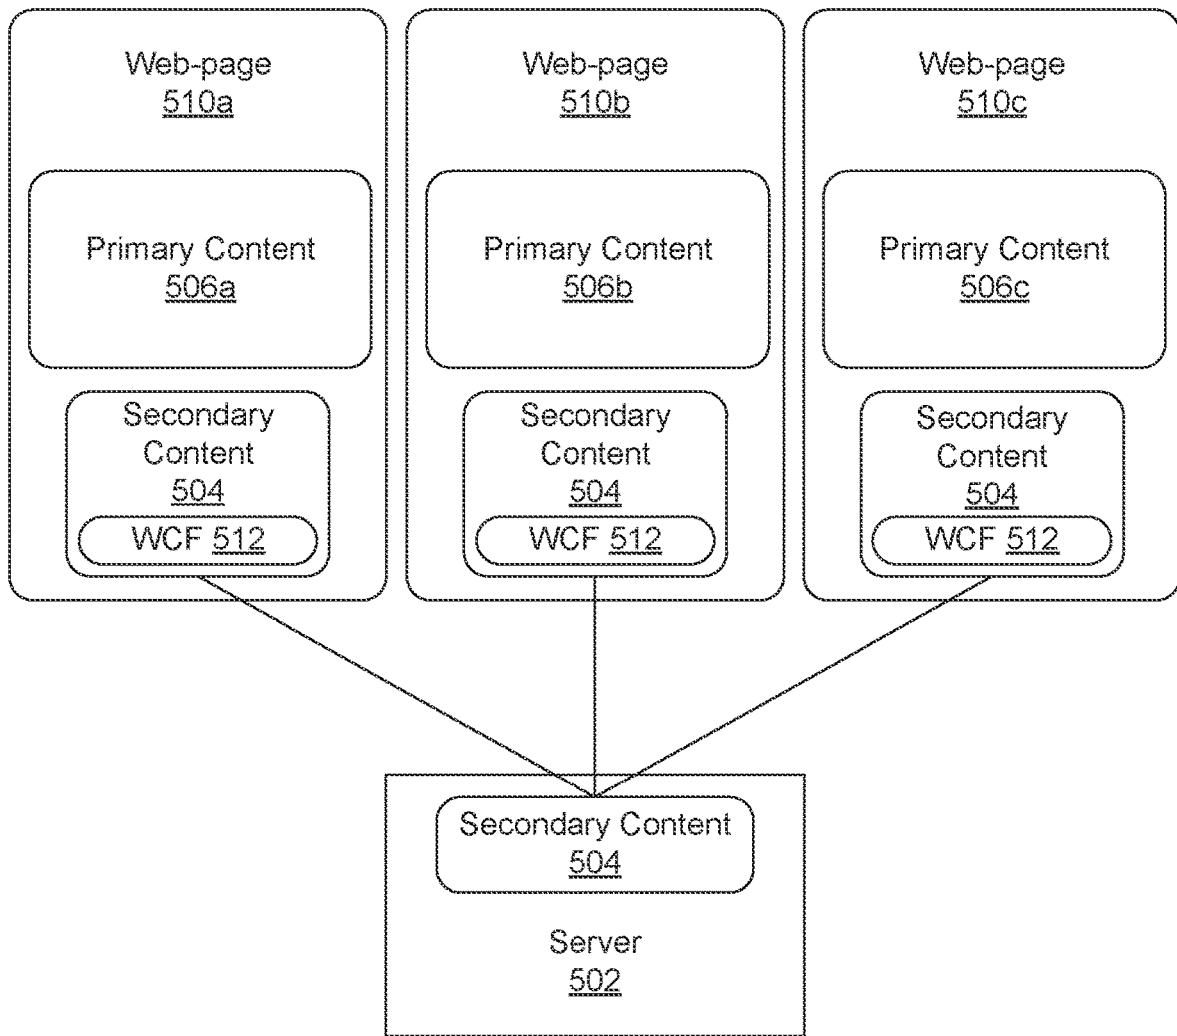 Web-page
510a
Primary Content
506a
Secondary
Content
504
WCF 512
Web-page
510b
Primary Content
506b
Secondary
Content
504
WCF 512
Web-page
510c
Primary Content
506c
Secondary
Content
504
WCF 512
Secondary Content
504
Server
502